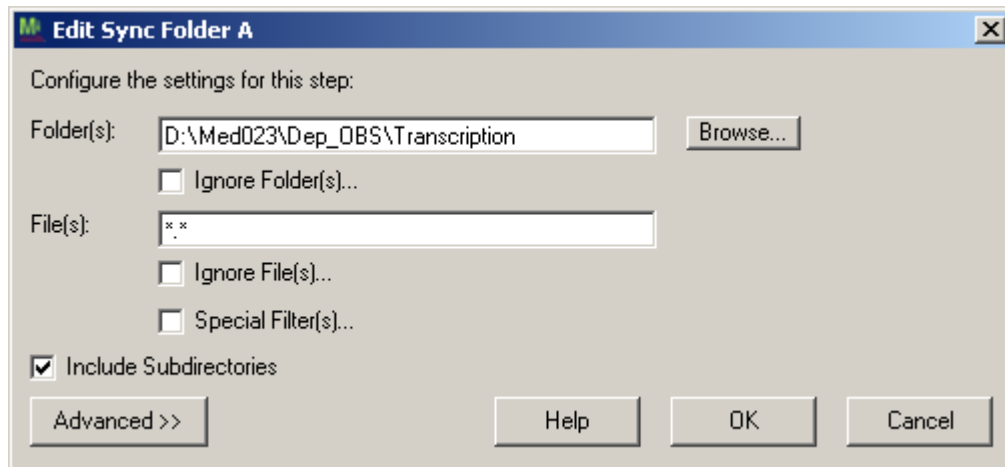 Edit Sync Folder A
Configure the settings for this step:
Folder(s): D:\Med023\Dep_OBS\Transcription Browse...
Ignore Folder(s)...
File(s): *.*
Ignore File(s)...
Special Filter(s)...
Include Subdirectories
Advanced >> Help OK Cancel